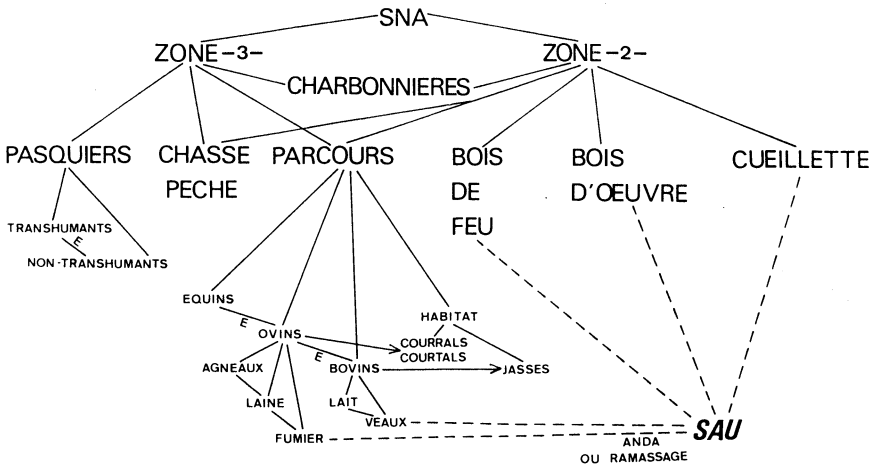 SNA
ZONE -3- ZONE -2-
CHARBONNIERES
PASQUIERS CHASSE PARCOURS BOIS BOIS CUEILLETTE
PECHE DE D'ŒUVRE
FEU
TRANSHUMANTS
E
NON-TRANSHUMANTS
EQUINS
E OVINS HABITAT
COURRALS
E COURTALS
AGNEAUX BOVINS JASSES
LAINE LAIT
VEAUX
FUMIER SAU
ANDA
OU RAMASSAGE